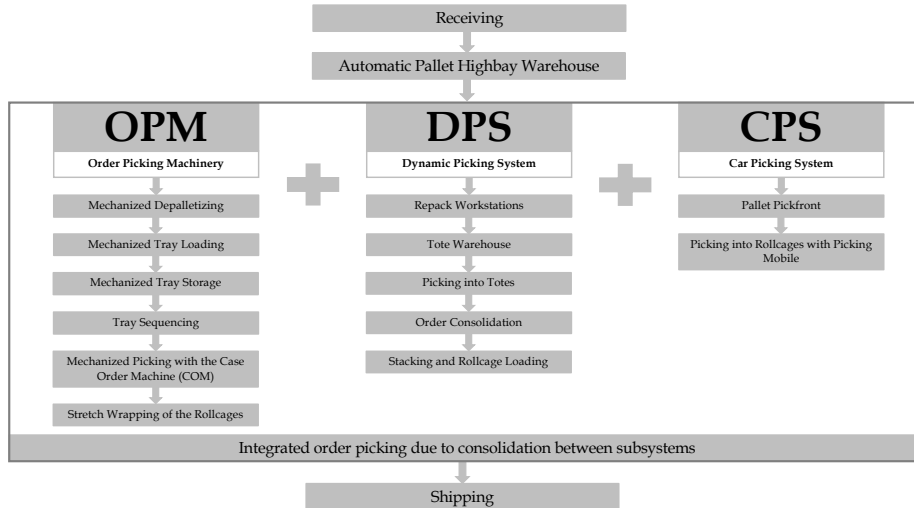 Receiving
Automatic Pallet Highbay Warehouse
OPM
Order Picking Machinery
Mechanized Depalletizing
Mechanized Tray Loading
Mechanized Tray Storage
Tray Sequencing
Mechanized Picking with the Case
Order Machine (COM)
Stretch Wrapping of the Rollcages
DPS
Dynamic Picking System
Repack Workstations
Tote Warehouse
Picking into Totes
Order Consolidation
Stacking and Rollcage Loading
CPS
Car Picking System
Pallet Pickfront
Picking into Rollcages with Picking
Mobile
Integrated order picking due to consolidation between subsystems
Shipping